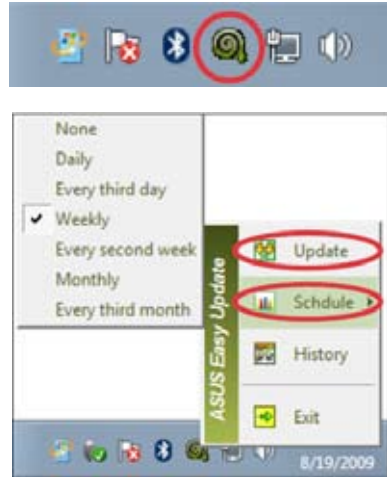 None
Daily
Every third day
Weekly
Every second week
Monthly
Every third month
ASUS Easy Update
Update
Schdule
History
Exit
8/19/2009